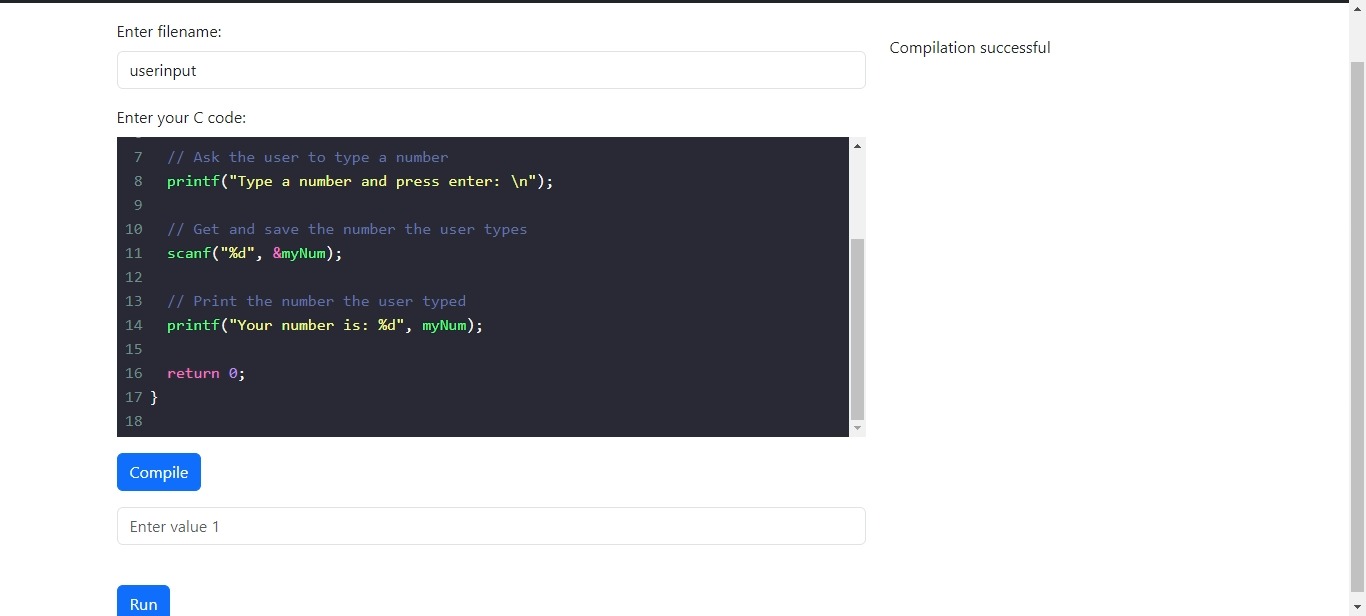 Enter filename:
userinput
Compilation successful
Enter your C code:
7 // Ask the user to type a number
8 printf("Type a number and press enter: \n");
9
10 // Get and save the number the user types
11 scanf("%d", &myNum);
12
13 // Print the number the user typed
14 printf("Your number is: %d", myNum);
15
16 return 0;
17 }
18
Compile
Enter value 1
Run